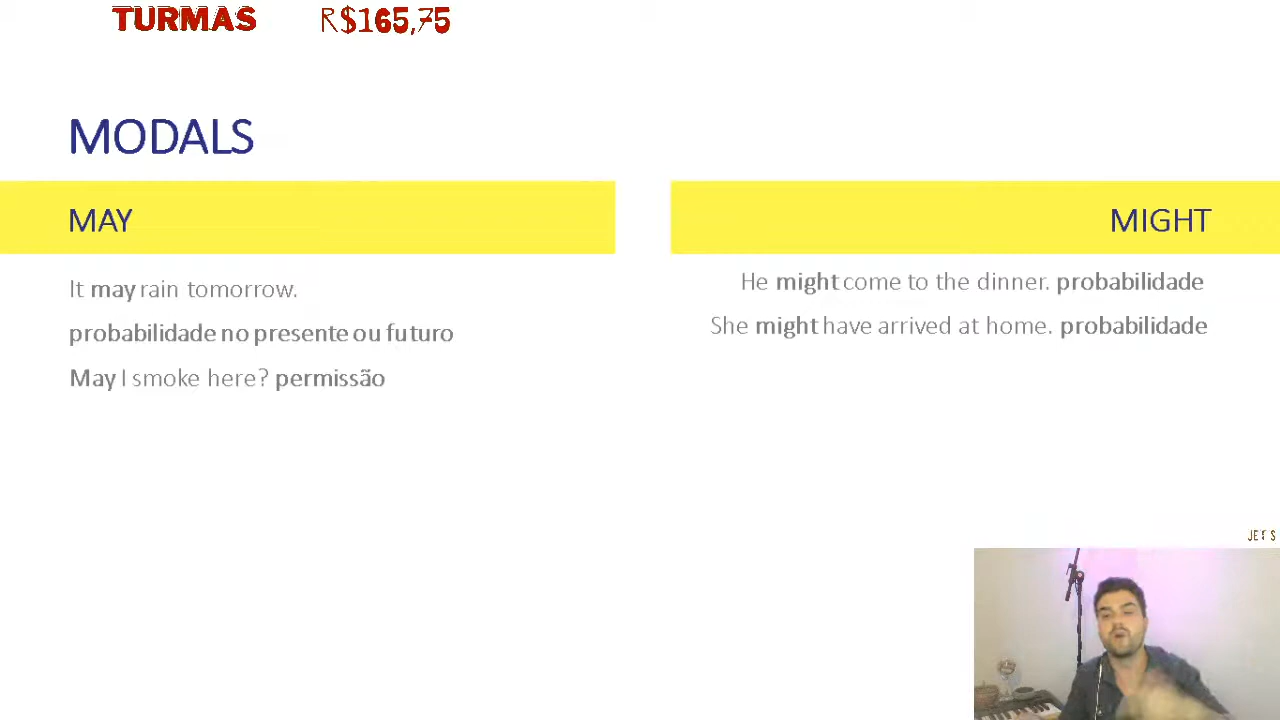 TURMAS R$165,75
MODALS
MAY
It may rain tomorrow.
probabilidade no presente ou futuro
May I smoke here? permissão
MIGHT
He might come to the dinner. probabilidade
She might have arrived at home. probabilidade